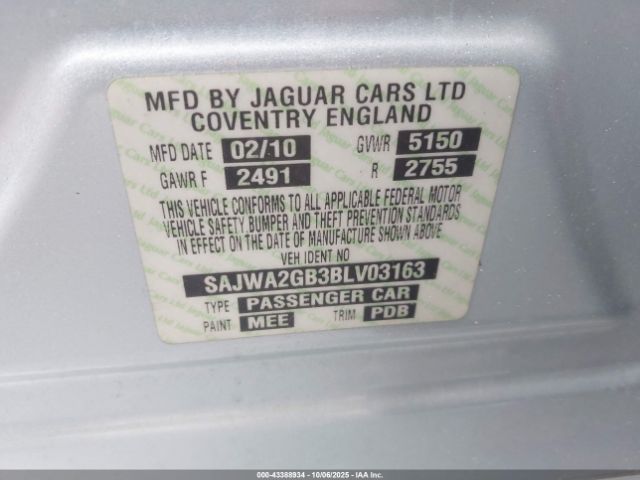 MFD BY JAGUAR CARS LTD
COVENTRY ENGLAND
MFD DATE 02/10 GVWR 5150
GAWR F 2491 R 2755
THIS VEHICLE CONFORMS TO ALL APPLICABLE FEDERAL MOTOR
VEHICLE SAFETY BUMPER AND THEFT PREVENTION STANDARDS
IN EFFECT ON THE DATE OF MANUFACTURE SHOWN ABOVE
VEH IDENT NO
SAJWA2GB3BLV03163
TYPE PASSENGER CAR
PAINT MEE TRIM PDB
000-43388934 - 10/06/2025 - IAA Inc.